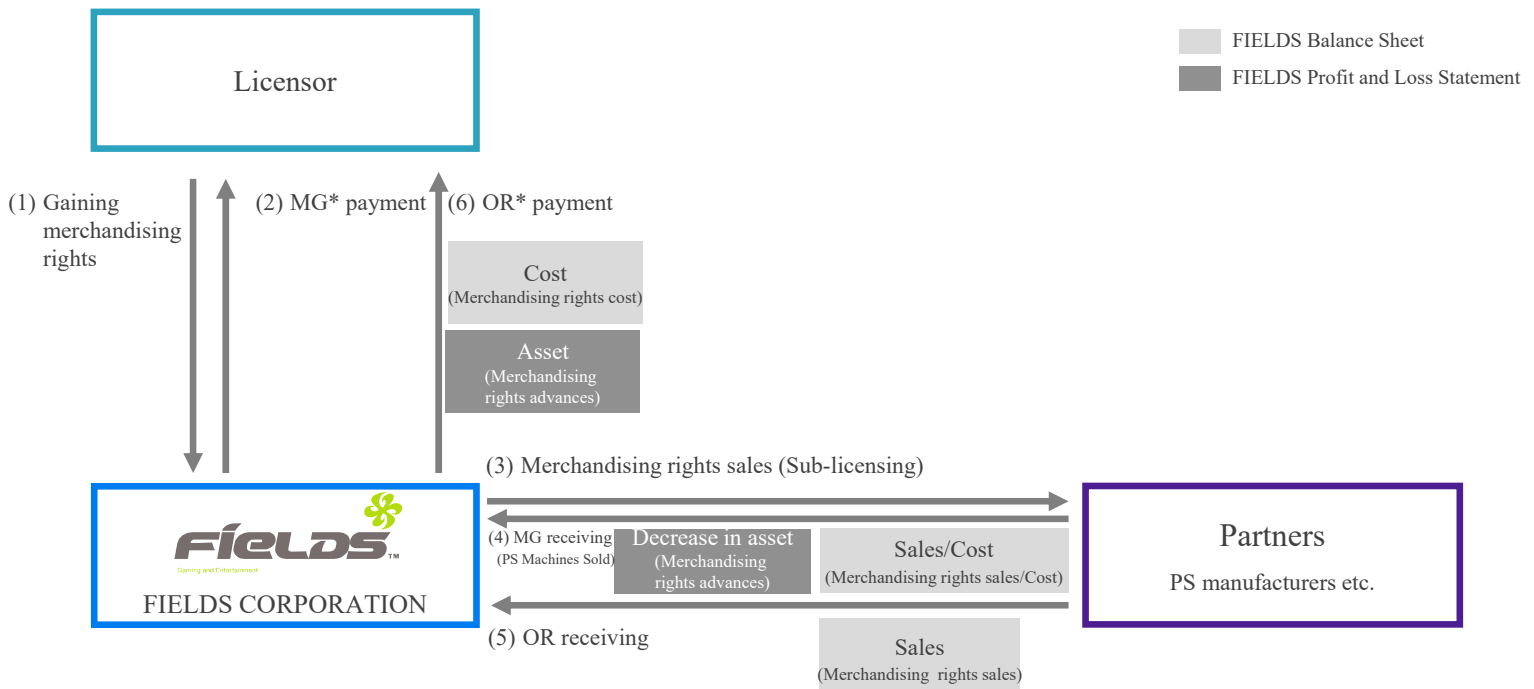 Licensor
FIELDS Balance Sheet
FIELDS Profit and Loss Statement
(1) Gaining
merchandising
rights
(2) MG* payment
(6) OR* payment
Cost
(Merchandising rights cost)
Asset
(Merchandising
rights advances)
(3) Merchandising rights sales (Sub-licensing)
FIELDS™
Gaming and Entertainment
FIELDS CORPORATION
(4) MG receiving
(PS Machines Sold)
Decrease in asset
(Merchandising
rights advances)
Sales/Cost
(Merchandising rights sales/Cost)
Partners
PS manufacturers etc.
(5) OR receiving
Sales
(Merchandising rights sales)